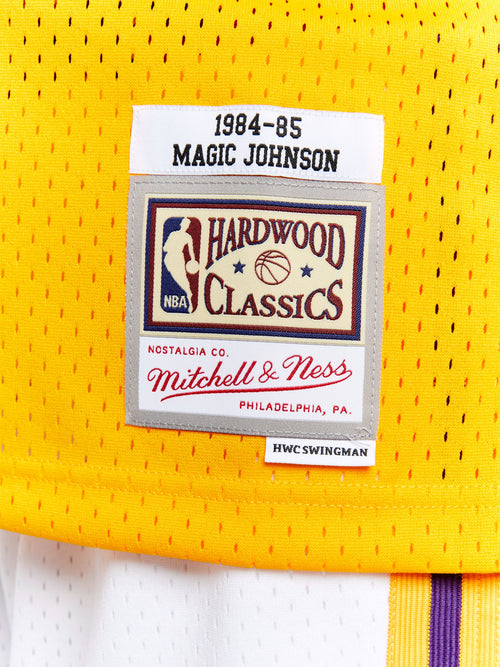 1984-85
MAGIC JOHNSON
HARDWOOD
CLASSICS
NBA
NOSTALGIA CO.
Mitchell & Ness
PHILADELPHIA, PA.
HWC SWINGMAN